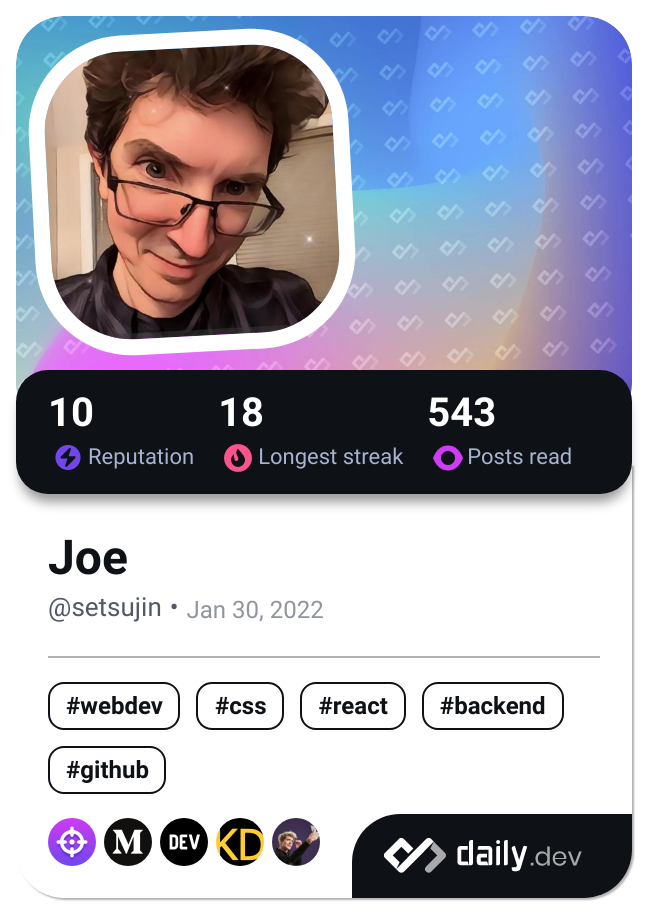 10 18 543
Reputation Longest streak Posts read
Joe
@setsujin • Jan 30, 2022
#webdev #css #react #backend
#github
M DEV KD
daily.dev